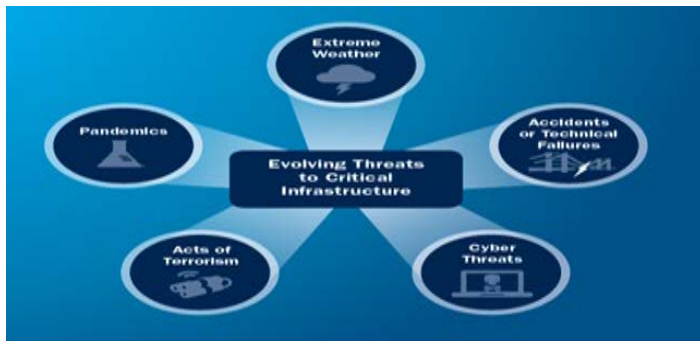 Extreme
Weather
Pandemics
Accidents
or Technical
Failures
Evolving Threats
to Critical
Infrastructure
Acts of
Terrorism
Cyber
Threats